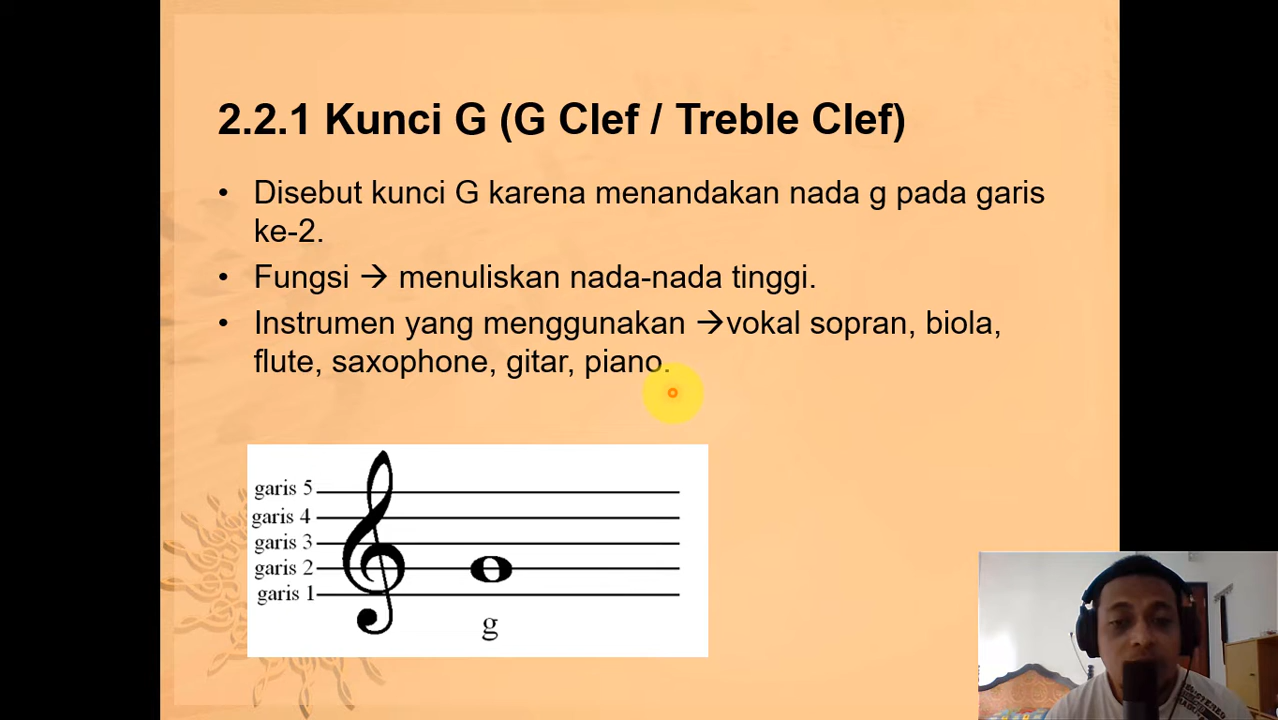 2.2.1 Kunci G (G Clef / Treble Clef)
• Disebut kunci G karena menandakan nada g pada garis
ke-2.
• Fungsi → menuliskan nada-nada tinggi.
• Instrumen yang menggunakan →vokal sopran, biola,
flute, saxophone, gitar, piano.
garis 5
garis 4
garis 3
garis 2
garis 1
g